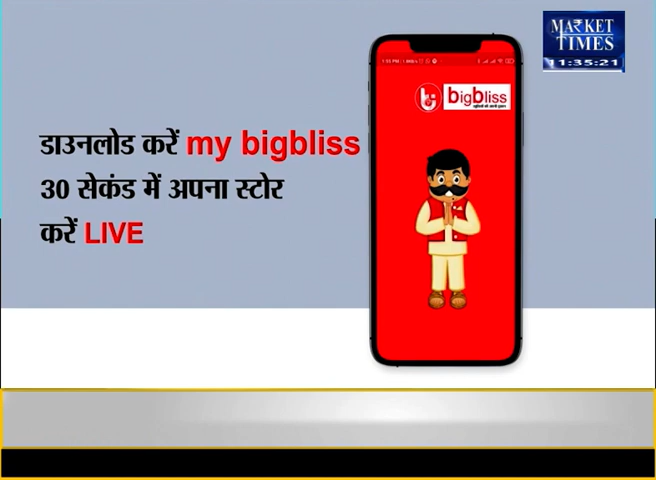 MARKET
TIMES
11:35:21
bigbliss
डाउनलोड करें my bigbliss
30 सेकंड में अपना स्टोर
करें LIVE